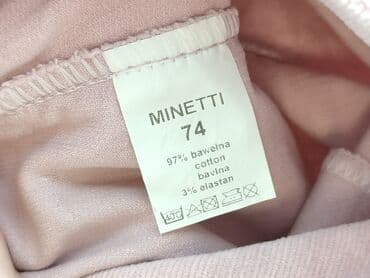 MINETTI
74
97% bawełna
cotton
bavlna
3% elastan